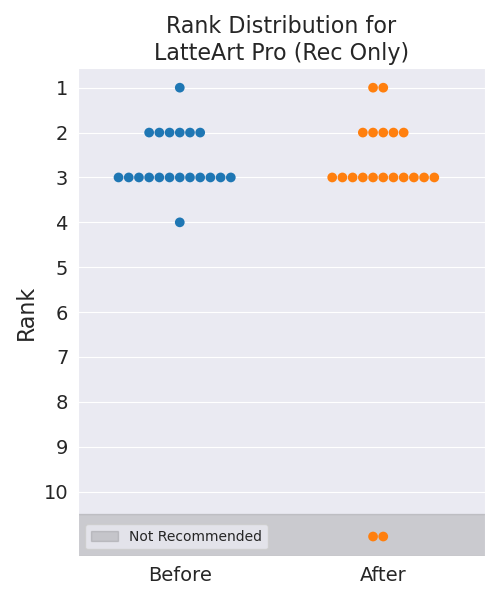 Rank Distribution for
LatteArt Pro (Rec Only)
Rank
1
2
3
4
5
6
7
8
9
10
Not Recommended
Before
After